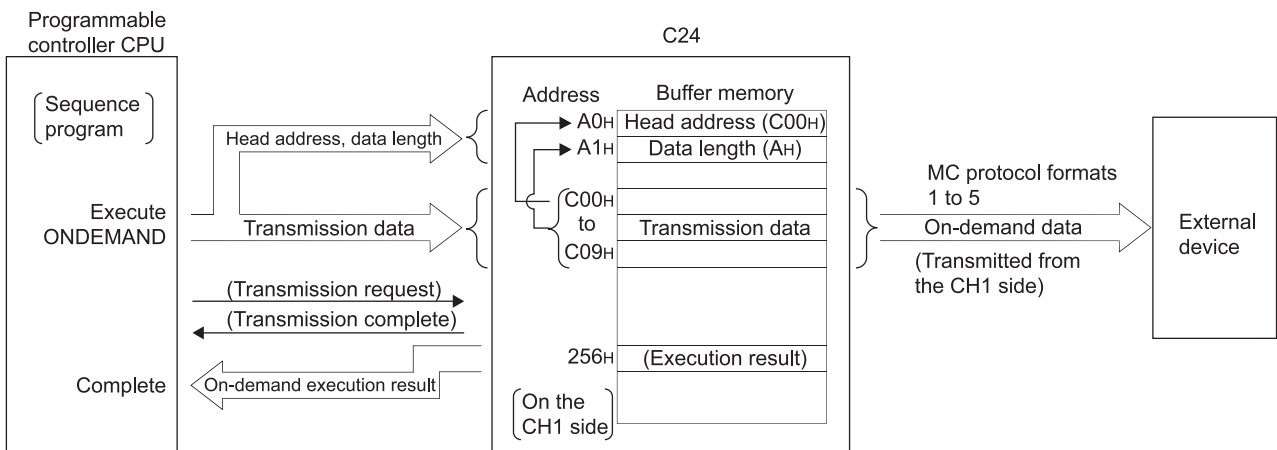 Programmable
controller CPU
Sequence
program
Execute
ONDEMAND
Complete
Head address, data length
Transmission data
(Transmission request)
(Transmission complete)
On-demand execution result
C24
Address
Buffer memory
A0H Head address (C00H)
A1H Data length (AH)
C00H
to
C09H
Transmission data
256H (Execution result)
On the
CH1 side
MC protocol formats
1 to 5
On-demand data
(Transmitted from
the CH1 side)
External
device